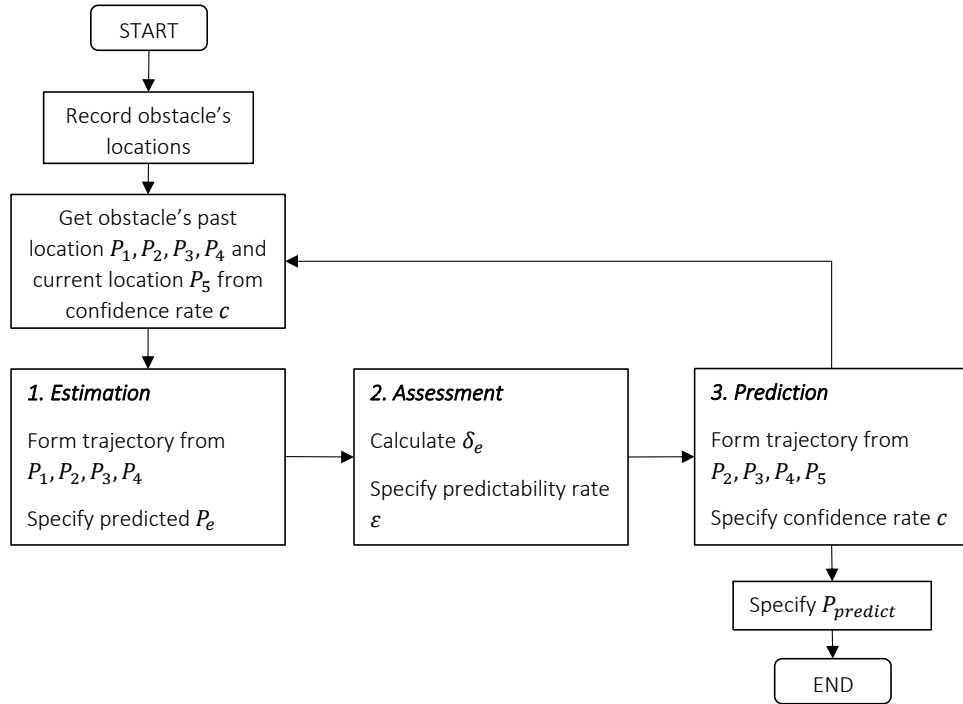 START
Record obstacle's
locations
Get obstacle's past
location P₁, P₂, P₃, P₄ and
current location P₅ from
confidence rate c
1. Estimation
Form trajectory from
P₁, P₂, P₃, P₄
Specify predicted Pₑ
2. Assessment
Calculate δₑ
Specify predictability rate
ε
3. Prediction
Form trajectory from
P₂, P₃, P₄, P₅
Specify confidence rate c
Specify P_predict
END